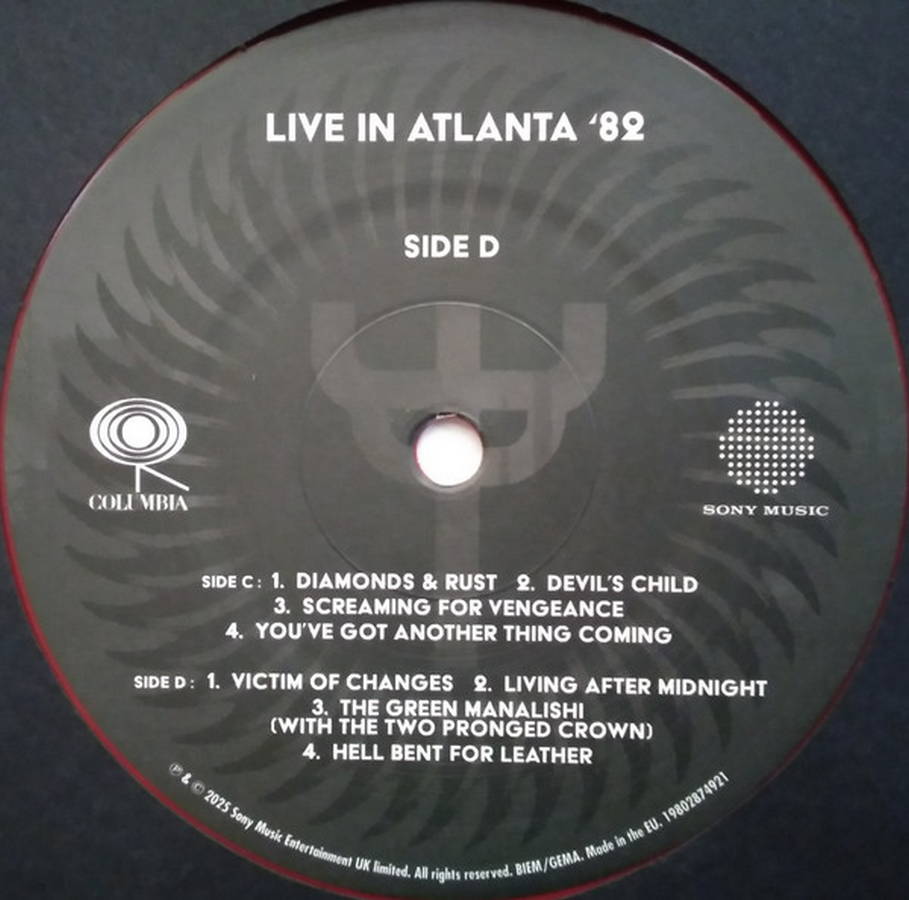 LIVE IN ATLANTA ‘82
SIDE D
COLUMBIA
SONY MUSIC
SIDE C: 1. DIAMONDS & RUST 2. DEVIL'S CHILD
3. SCREAMING FOR VENGEANCE
4. YOU'VE GOT ANOTHER THING COMING
SIDE D: 1. VICTIM OF CHANGES 2. LIVING AFTER MIDNIGHT
3. THE GREEN MANALISHI
(WITH THE TWO PRONGED CROWN)
4. HELL BENT FOR LEATHER
℗ & © 2025 Sony Music Entertainment UK limited. All rights reserved. BIEM/GEMA. Made in the EU. 19802874921